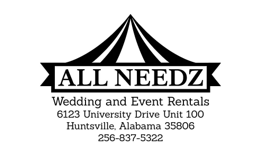 ALL NEEDZ
Wedding and Event Rentals
6123 University Drive Unit 100
Huntsville, Alabama 35806
256-837-5322